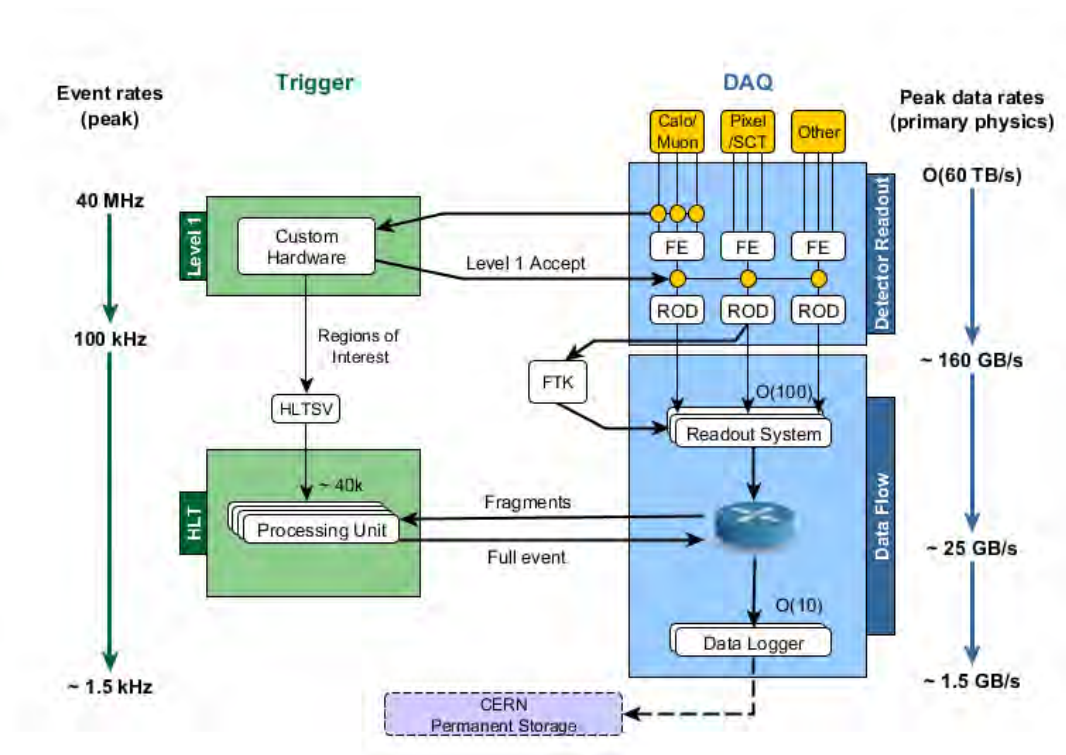 Trigger
DAQ
Event rates
(peak)
Peak data rates
(primary physics)
Calo/
Muon
Pixel
/SCT
Other
40 MHz
O(60 TB/s)
Level 1
Custom
Hardware
FE
FE
FE
Detector Readout
Level 1 Accept
ROD
ROD
ROD
100 kHz
Regions of
Interest
~ 160 GB/s
FTK
O(100)
HLTSV
Readout System
~ 40k
HLT
Processing Unit
Fragments
Full event
Data Flow
~ 25 GB/s
O(10)
Data Logger
~ 1.5 kHz
~ 1.5 GB/s
CERN
Permanent Storage